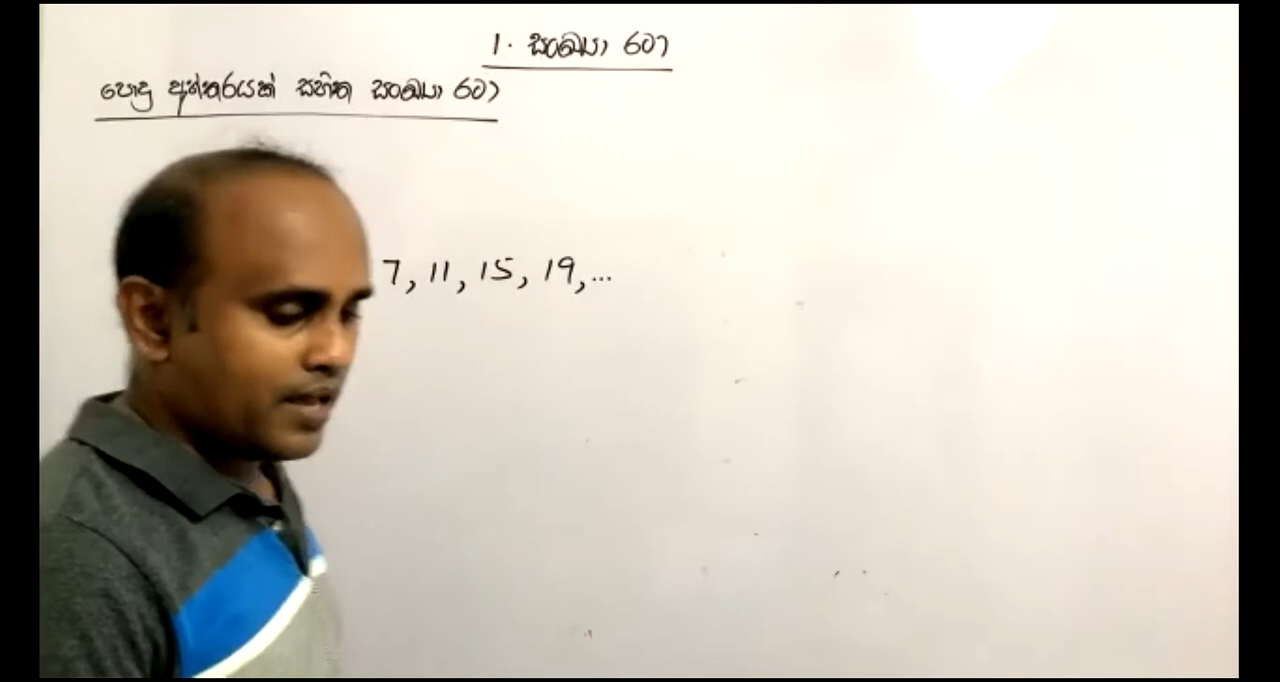 1. සංඛ්‍යා රටා
පොදු අන්තරයක් සහිත සංඛ්‍යා රටා
7, 11, 15, 19, ...